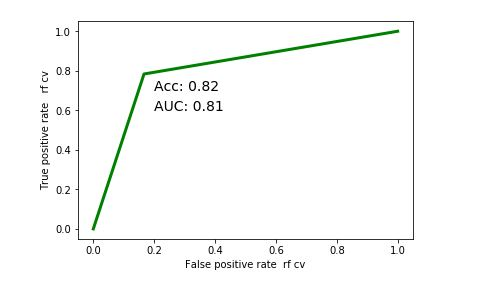 1.0
0.8
Acc: 0.82
AUC: 0.81
0.6
0.4
0.2
0.0
True positive rate   rf cv
0.0 0.2 0.4 0.6 0.8 1.0
False positive rate  rf cv